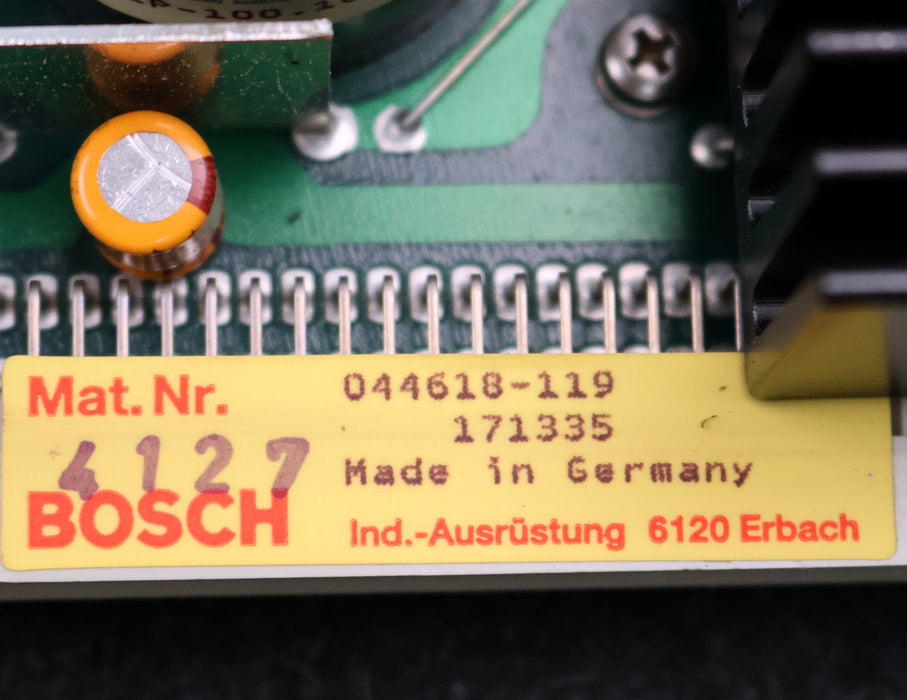 Mat. Nr. 044618-119
171335
4127 Made in Germany
BOSCH Ind.-Ausrüstung 6120 Erbach